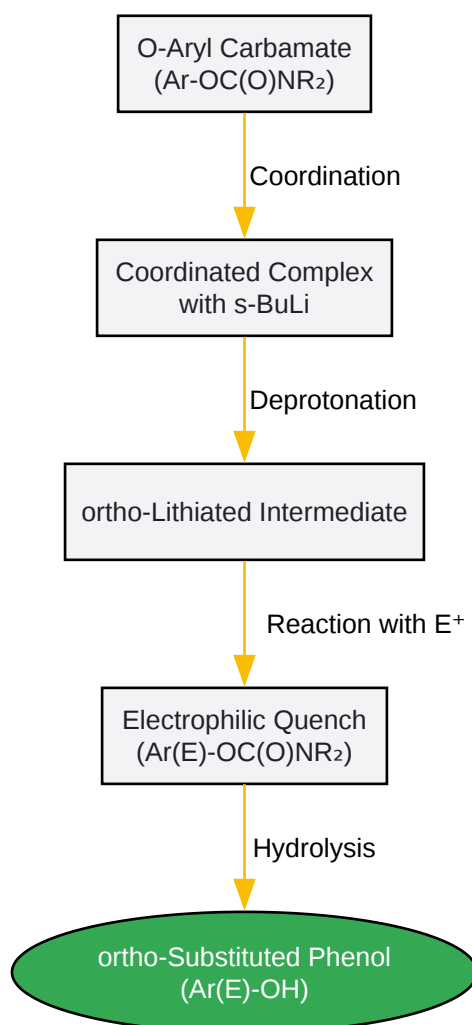 O-Aryl Carbamate
(Ar-OC(O)NR₂)
Coordination
Coordinated Complex
with s-BuLi
Deprotonation
ortho-Lithiated Intermediate
Reaction with E⁺
Electrophilic Quench
(Ar(E)-OC(O)NR₂)
Hydrolysis
ortho-Substituted Phenol
(Ar(E)-OH)